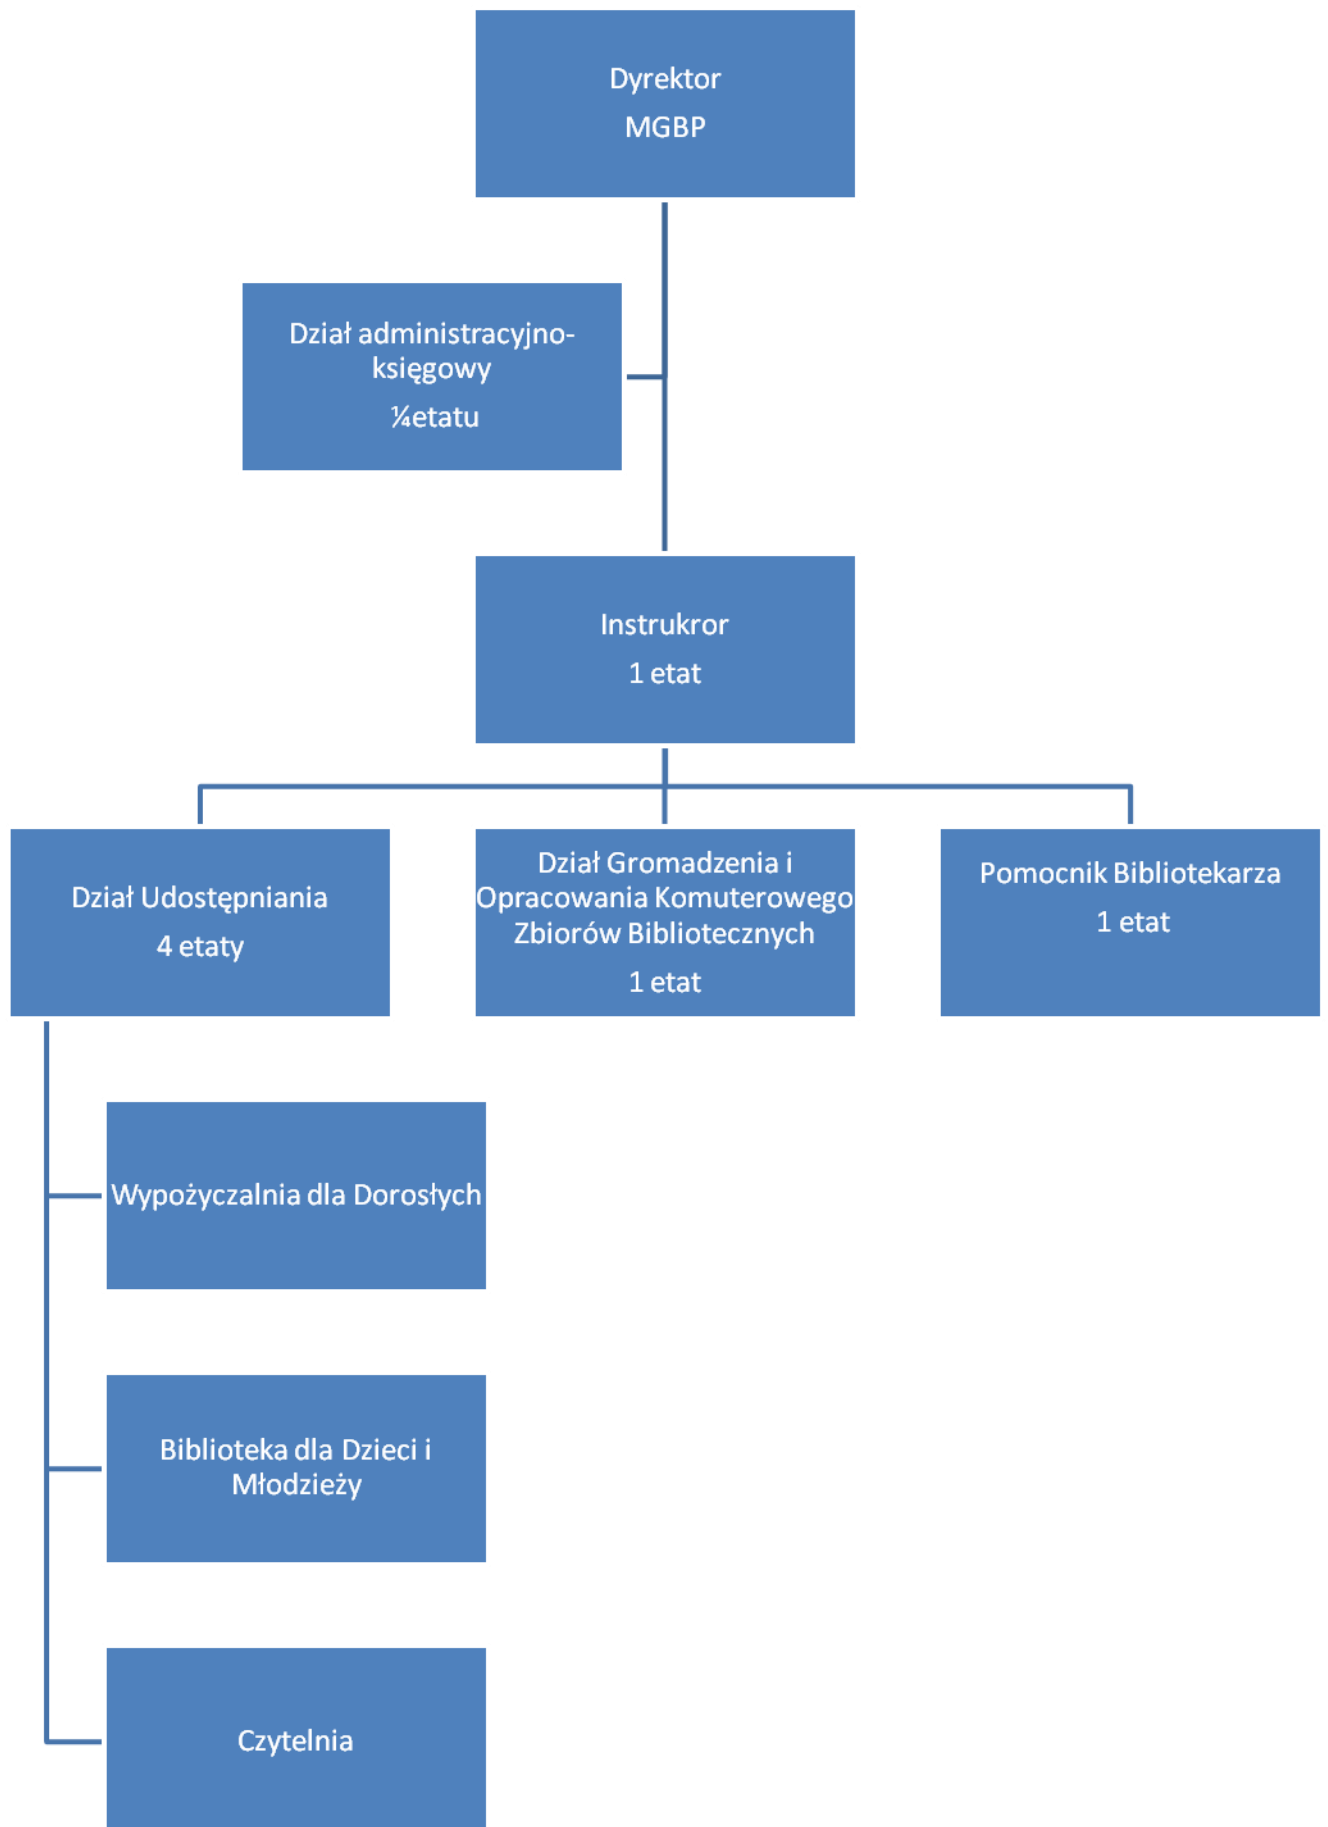 Dyrektor
MGBP
Dział administracyjno-
księgowy
¼etatu
Instrukror
1 etat
Dział Udostępniania
4 etaty
Dział Gromadzenia i
Opracowania Komuterowego
Zbiorów Bibliotecznych
1 etat
Pomocnik Bibliotekarza
1 etat
Wypożyczalnia dla Dorosłych
Biblioteka dla Dzieci i
Młodzieży
Czytelnia